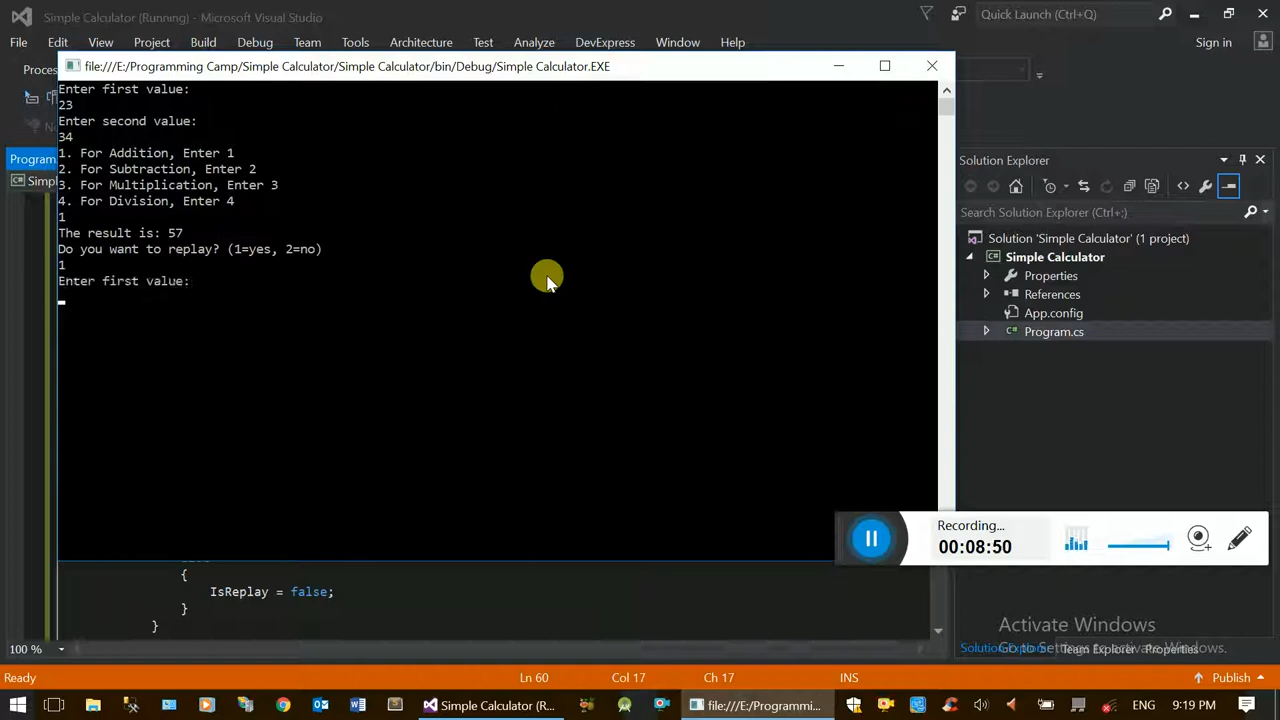 Simple Calculator (Running) - Microsoft Visual Studio
Quick Launch (Ctrl+Q)
File Edit View Project Build Debug Team Tools Architecture Test Analyze DevExpress Window Help
Sign in
Proces
file:///E:/Programming Camp/Simple Calculator/Simple Calculator/bin/Debug/Simple Calculator.EXE
Enter first value:
23
Enter second value:
34
1. For Addition, Enter 1
2. For Subtraction, Enter 2
3. For Multiplication, Enter 3
4. For Division, Enter 4
1
The result is: 57
Do you want to replay? (1=yes, 2=no)
1
Enter first value:
Program
Simpl
Solution Explorer
Search Solution Explorer (Ctrl+;)
Solution 'Simple Calculator' (1 project)
Simple Calculator
Properties
References
App.config
Program.cs
Recording...
00:08:50
{
IsReplay = false;
}
}
100 %
Activate Windows
Go to Settings to activate Windows.
Solution Explorer Team Explorer Properties
Ready
Ln 60
Col 17
Ch 17
INS
Publish
Simple Calculator (R...
file:///E:/Programmi...
ENG
9:19 PM